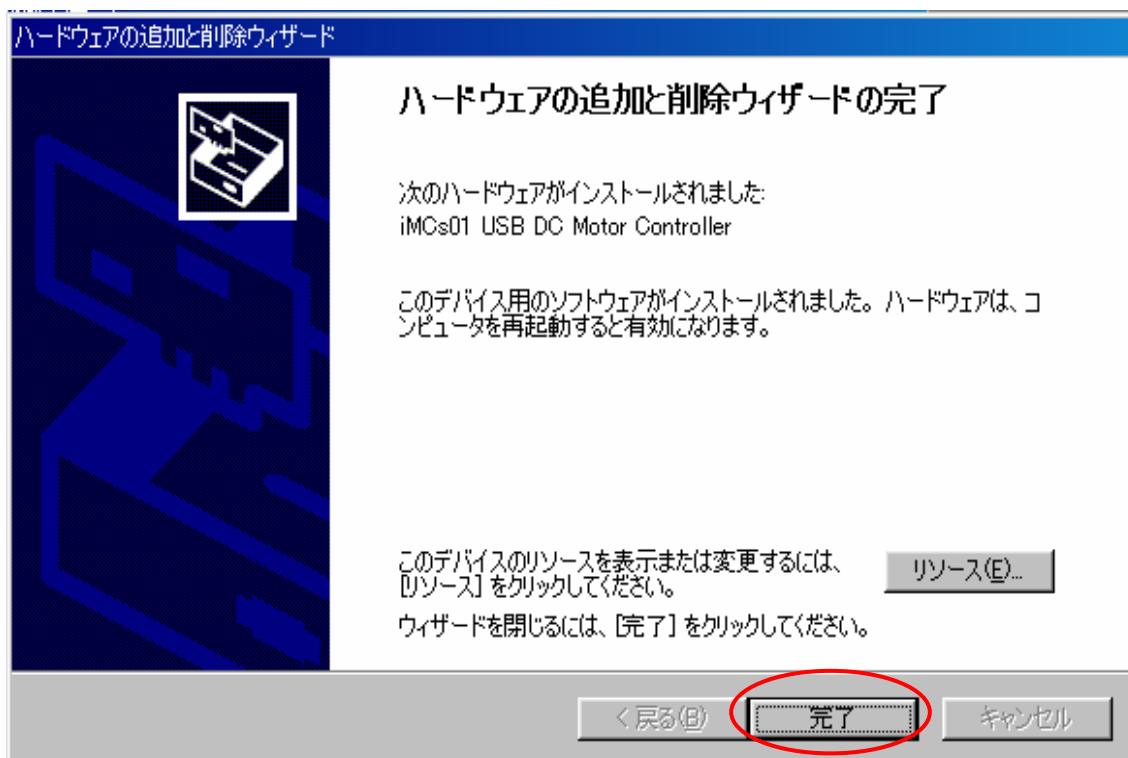 ハードウェアの追加と削除ウィザード
ハードウェアの追加と削除ウィザードの完了
次のハードウェアがインストールされました:
iMCs01 USB DC Motor Controller
このデバイス用のソフトウェアがインストールされました。ハードウェアは、コ
ンピュータを再起動すると有効になります。
このデバイスのリソースを表示または変更するには、
[リソース] をクリックしてください。
リソース(E)...
ウィザードを閉じるには、[完了] をクリックしてください。
< 戻る(B)
完了
キャンセル